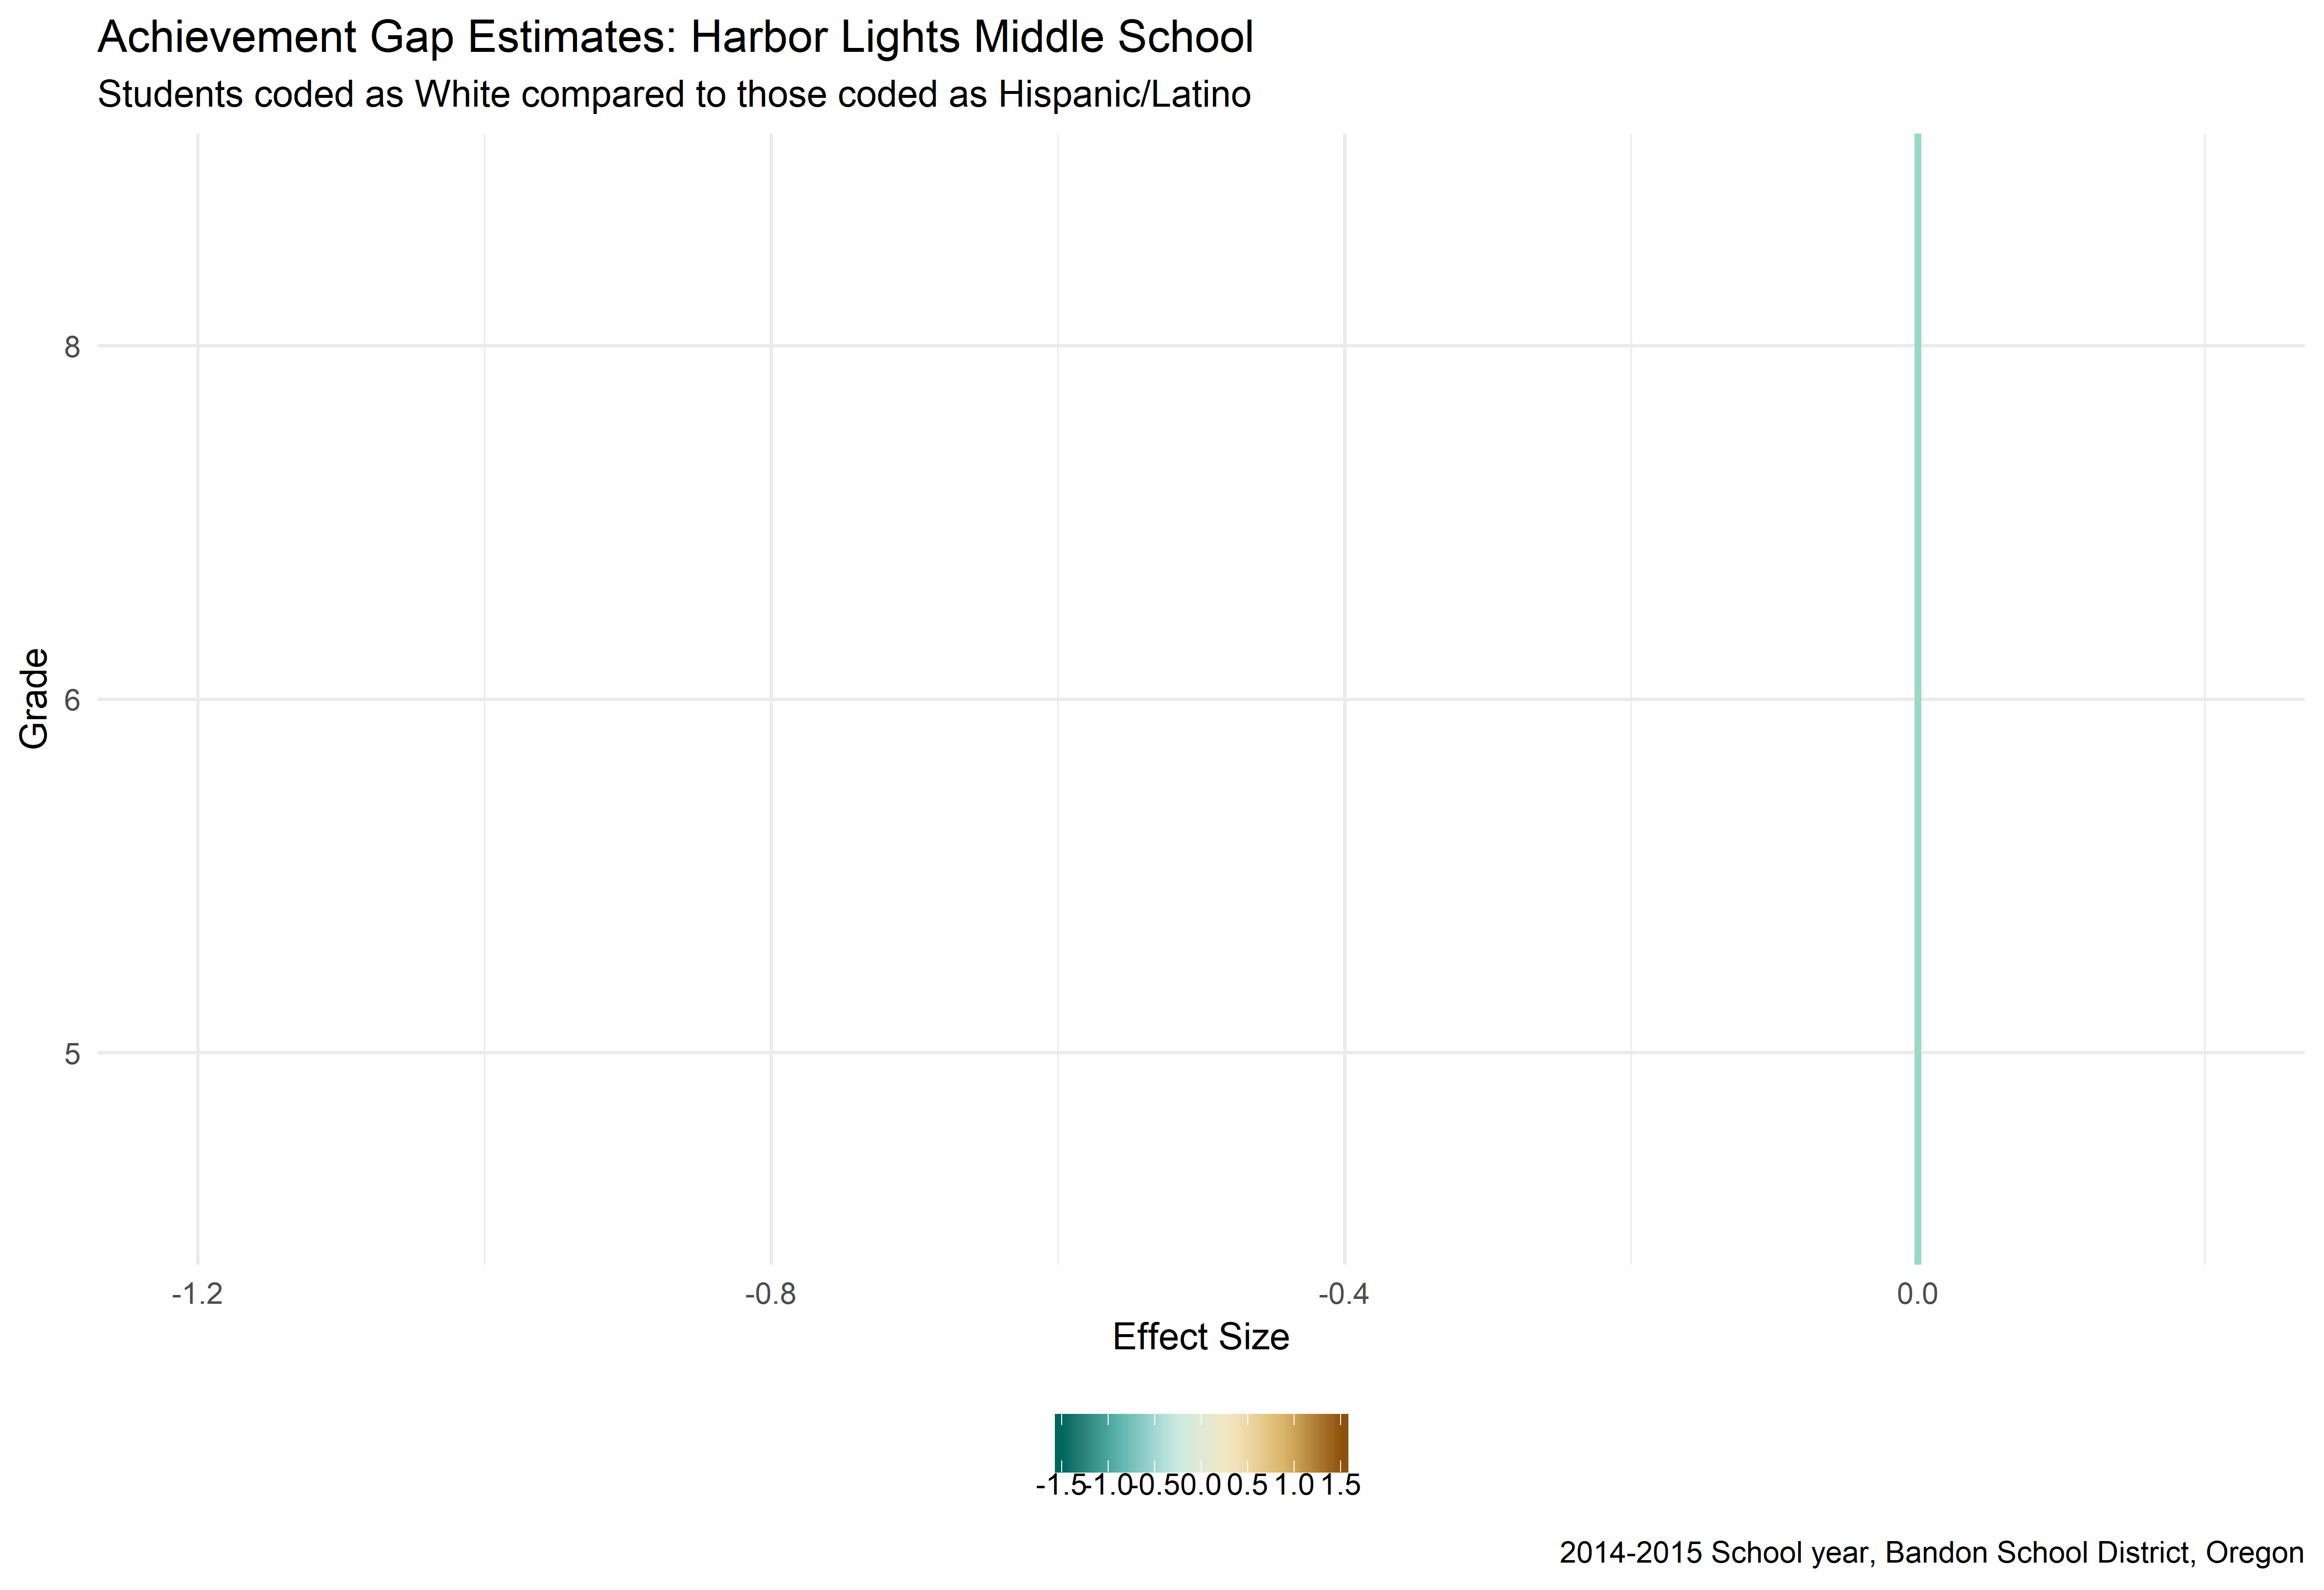 Achievement Gap Estimates: Harbor Lights Middle School
Students coded as White compared to those coded as Hispanic/Latino
Grade
8
6
5
-1.2 -0.8 -0.4 0.0
Effect Size
-1.5 -1.0 -0.5 0.0 0.5 1.0 1.5
2014-2015 School year, Bandon School District, Oregon